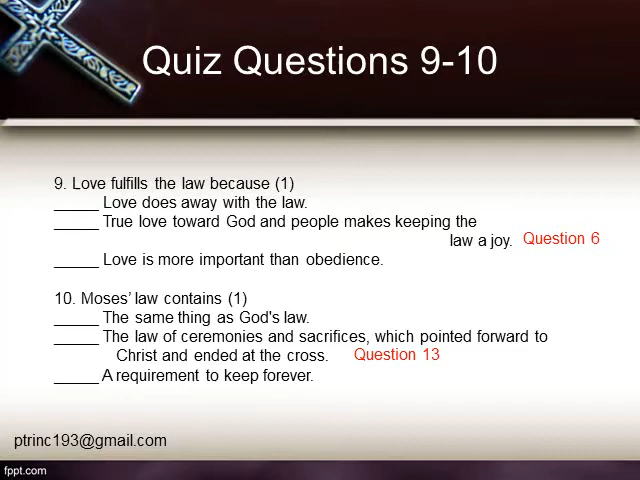 Quiz Questions 9-10
9. Love fulfills the law because (1)
_____ Love does away with the law.
_____ True love toward God and people makes keeping the
law a joy. Question 6
_____ Love is more important than obedience.
10. Moses’ law contains (1)
_____ The same thing as God's law.
_____ The law of ceremonies and sacrifices, which pointed forward to
Christ and ended at the cross. Question 13
_____ A requirement to keep forever.
ptrinc193@gmail.com
fppt.com